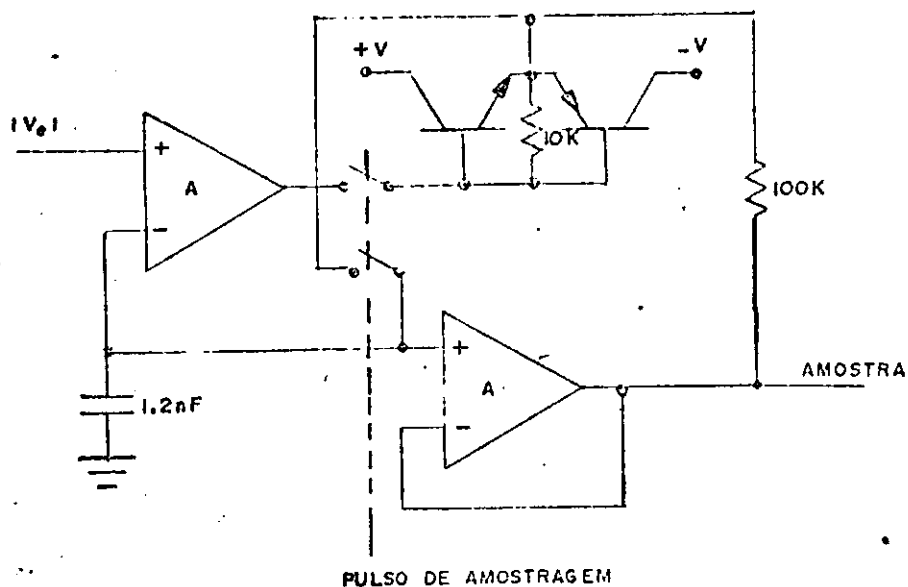 +V
-V
|Ve|
+
A
-
10K
100K
+
A
-
1.2nF
AMOSTRA
PULSO DE AMOSTRAGEM